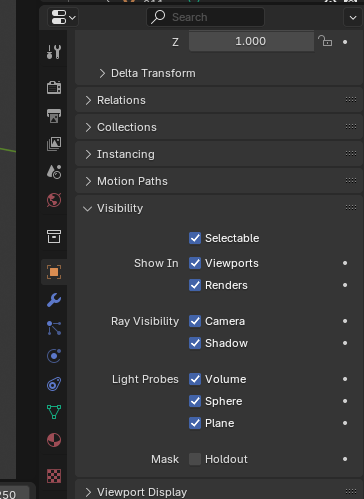 Search
Z 1.000
Delta Transform
Relations
Collections
Instancing
Motion Paths
Visibility
Selectable
Show In Viewports
Renders
Ray Visibility Camera
Shadow
Light Probes Volume
Sphere
Plane
Mask Holdout
Viewport Display
250